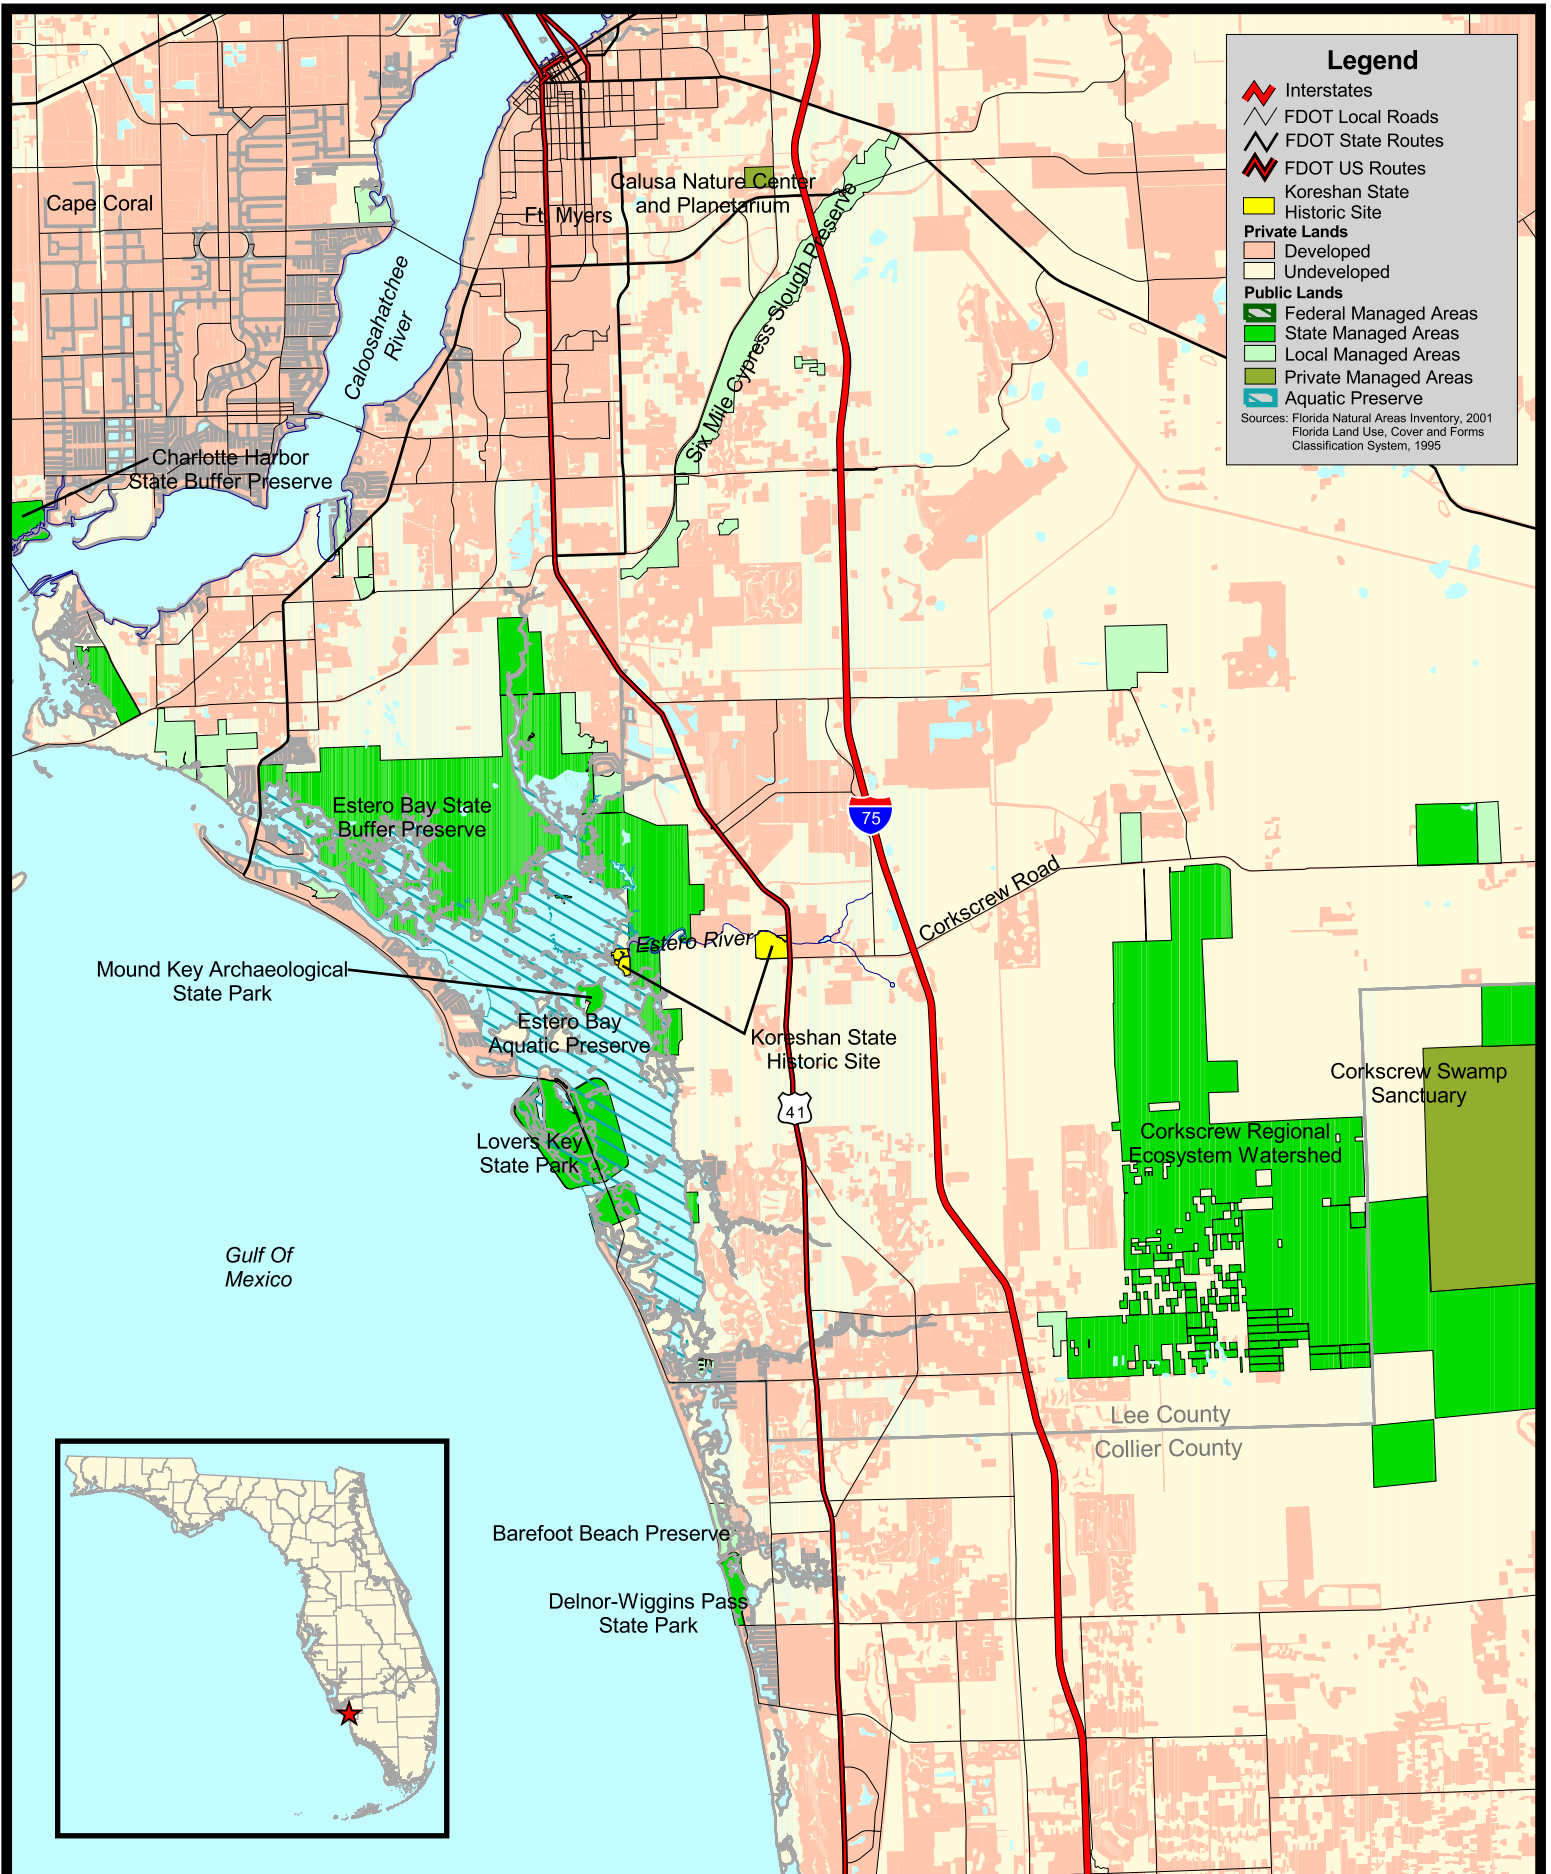 Legend
Interstates
FDOT Local Roads
FDOT State Routes
FDOT US Routes
Koreshan State
Historic Site
Private Lands
Developed
Undeveloped
Public Lands
Federal Managed Areas
State Managed Areas
Local Managed Areas
Private Managed Areas
Aquatic Preserve
Sources: Florida Natural Areas Inventory, 2001
Florida Land Use, Cover and Forms
Classification System, 1995
Cape Coral
Ft. Myers
Calusa Nature Center
and Planetarium
Caloosahatchee
River
Six Mile Cypress Slough Preserve
Charlotte Harbor
State Buffer Preserve
Estero Bay State
Buffer Preserve
75
Corkscrew Road
Estero River
Mound Key Archaeological
State Park
Estero Bay
Aquatic Preserve
Koreshan State
Historic Site
Corkscrew Swamp
Sanctuary
41
Corkscrew Regional
Ecosystem Watershed
Lovers Key
State Park
Gulf Of
Mexico
Lee County
Collier County
Barefoot Beach Preserve
Delnor-Wiggins Pass
State Park